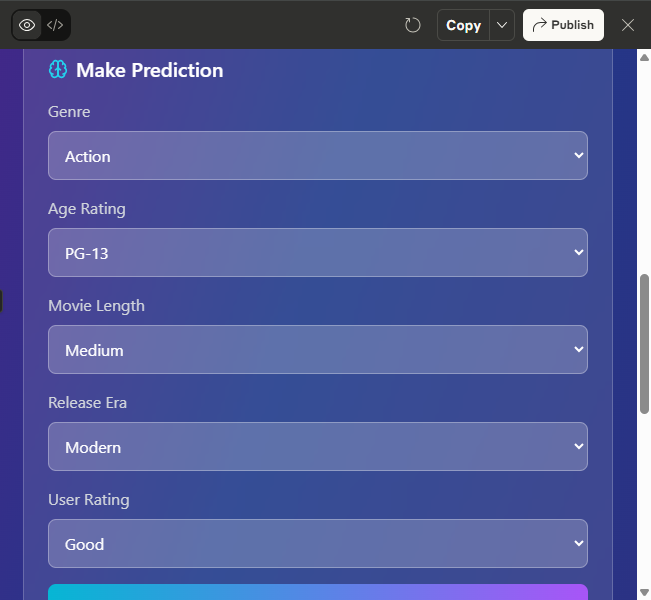 </> Copy Publish
Make Prediction
Genre
Action
Age Rating
PG-13
Movie Length
Medium
Release Era
Modern
User Rating
Good